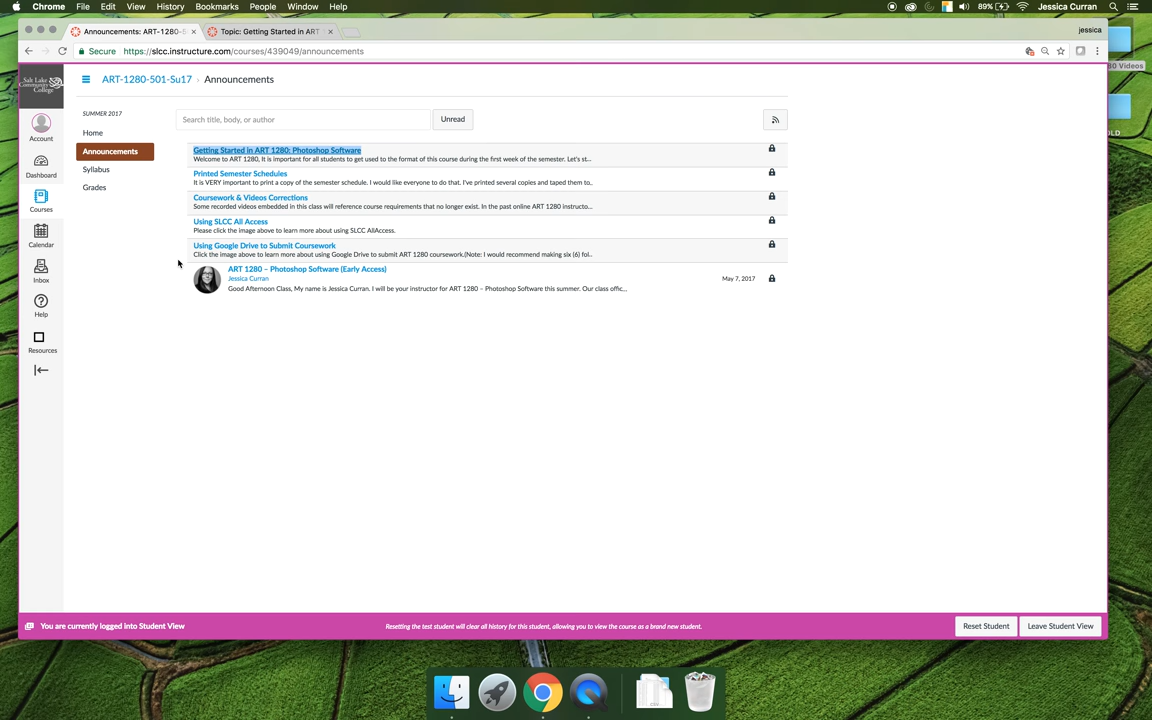 Chrome File Edit View History Bookmarks People Window Help 89% Jessica Curran
Announcements: ART-1280-5 × Topic: Getting Started in ART 1 × jessica
Secure https://slcc.instructure.com/courses/439049/announcements
Salt Lake Community College
ART-1280-501-Su17 › Announcements
SUMMER 2017
Search title, body, or author Unread
Home
Announcements
Syllabus
Grades
Account
Dashboard
Courses
Calendar
Inbox
Help
Resources
Getting Started in ART 1280: Photoshop Software
Welcome to ART 1280, It is important for all students to get used to the format of this course during the first week of the semester. Let's st...
Printed Semester Schedules
It is VERY important to print a copy of the semester schedule. I would like everyone to do that. I've printed several copies and taped them to..
Coursework & Videos Corrections
Some recorded videos embedded in this class will reference course requirements that no longer exist. In the past online ART 1280 instructo...
Using SLCC All Access
Please click the image above to learn more about using SLCC AllAccess.
Using Google Drive to Submit Coursework
Click the image above to learn more about using Google Drive to submit ART 1280 coursework.(Note: I would recommend making six (6) fol..
ART 1280 – Photoshop Software (Early Access)
Jessica Curran May 7, 2017
Good Afternoon Class, My name is Jessica Curran. I will be your instructor for ART 1280 – Photoshop Software this summer. Our class offic...
You are currently logged into Student View
Resetting the test student will clear all history for this student, allowing you to view the course as a brand new student.
Reset Student Leave Student View
80 Videos
OLD
CSV